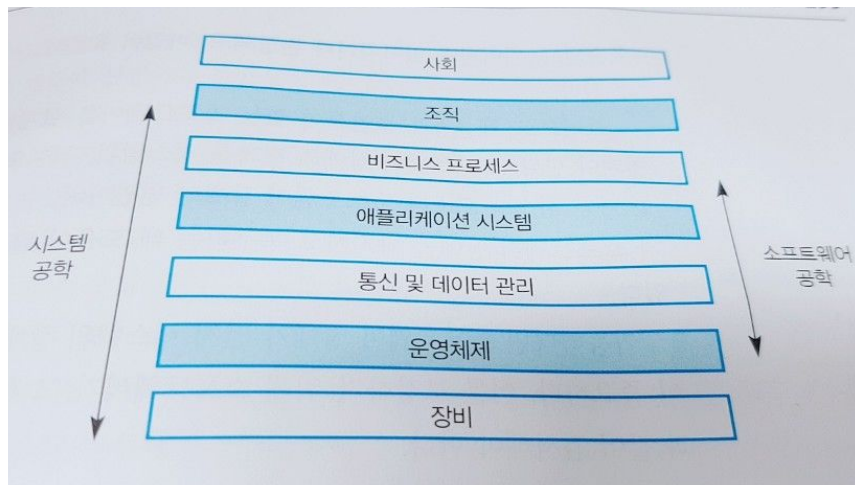 사회
조직
비즈니스 프로세스
애플리케이션 시스템
통신 및 데이터 관리
운영체제
장비
시스템
공학
소프트웨어
공학